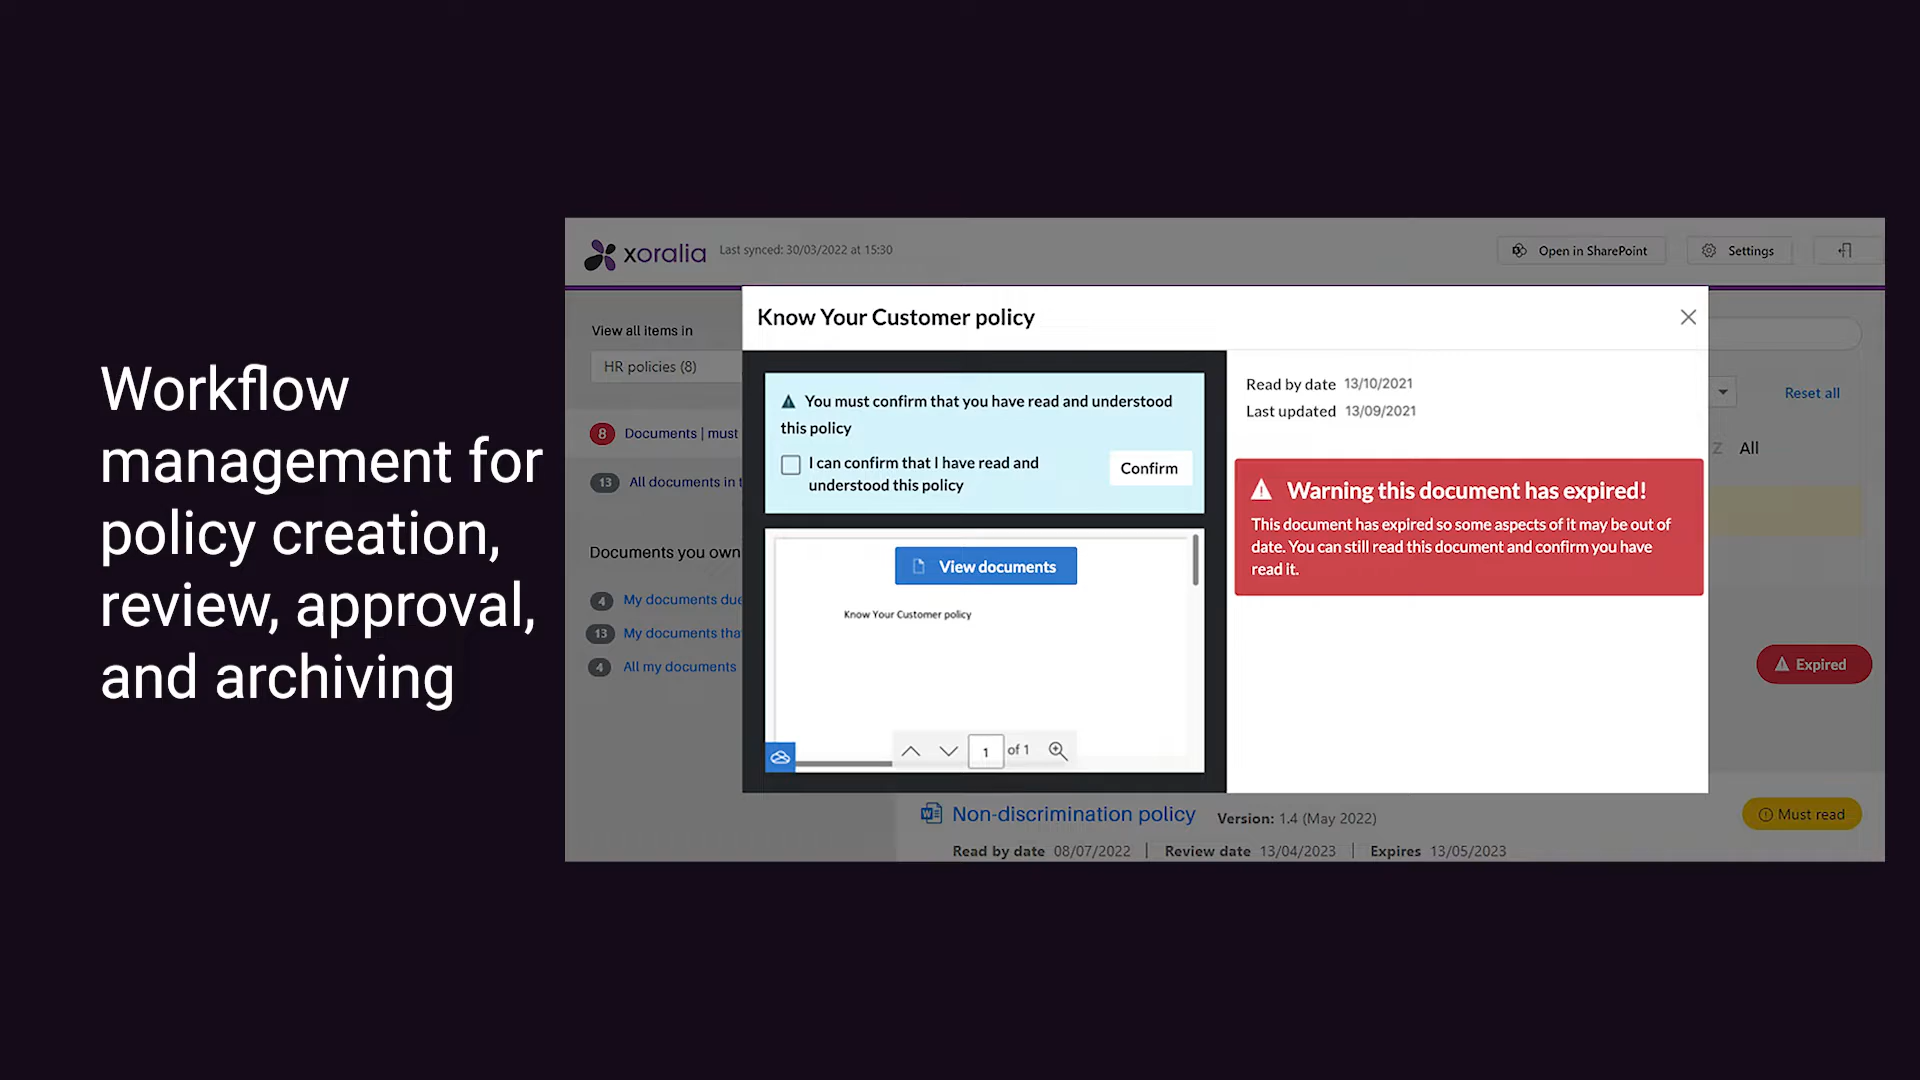 Workflow
management for
policy creation,
review, approval,
and archiving
xoralia
Last synced: 30/03/2022 at 15:30
Open in SharePoint
Settings
View all items in
HR policies (8)
8 Documents | must
13 All documents in t
Documents you own
4 My documents due
13 My documents tha
4 All my documents
Know Your Customer policy
You must confirm that you have read and understood
this policy
I can confirm that I have read and
understood this policy
Confirm
View documents
Know Your Customer policy
1 of 1
Read by date 13/10/2021
Last updated 13/09/2021
Warning this document has expired!
This document has expired so some aspects of it may be out of
date. You can still read this document and confirm you have
read it.
Reset all
Z All
Expired
Non-discrimination policy Version: 1.4 (May 2022)
Must read
Read by date 08/07/2022 | Review date 13/04/2023 | Expires 13/05/2023